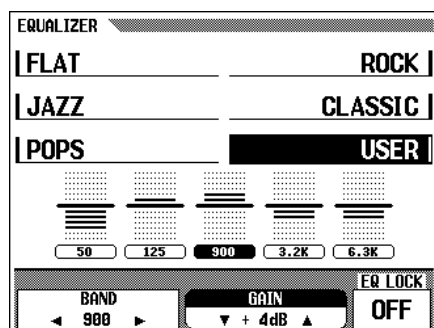 EQUALIZER
FLAT ROCK
JAZZ CLASSIC
POPS USER
50 125 900 3.2K 6.3K
EQ LOCK
BAND GAIN OFF
◄ 900 ► ▼ + 4dB ▲